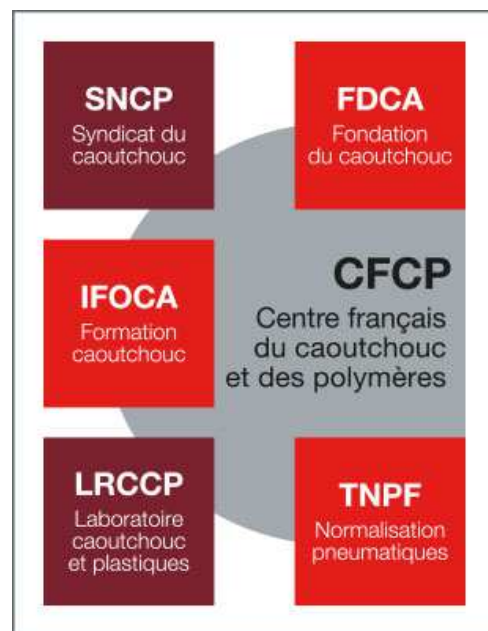 SNCP
Syndicat du
caoutchouc
FDCA
Fondation
du caoutchouc
IFOCA
Formation
caoutchouc
CFCP
Centre français
du caoutchouc
et des polymères
LRCCP
Laboratoire
caoutchouc
et plastiques
TNPF
Normalisation
pneumatiques